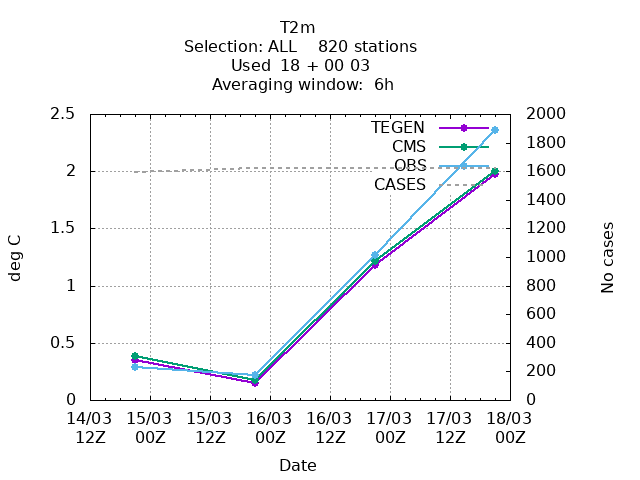 T2m
Selection: ALL    820 stations
Used  18 + 00 03
Averaging window:  6h
TEGEN
CMS
OBS
CASES
deg C
2.5
2
1.5
1
0.5
0
No cases
2000
1800
1600
1400
1200
1000
800
600
400
200
0
14/03 15/03 15/03 16/03 16/03 17/03 17/03 18/03
12Z 00Z 12Z 00Z 12Z 00Z 12Z 00Z
Date